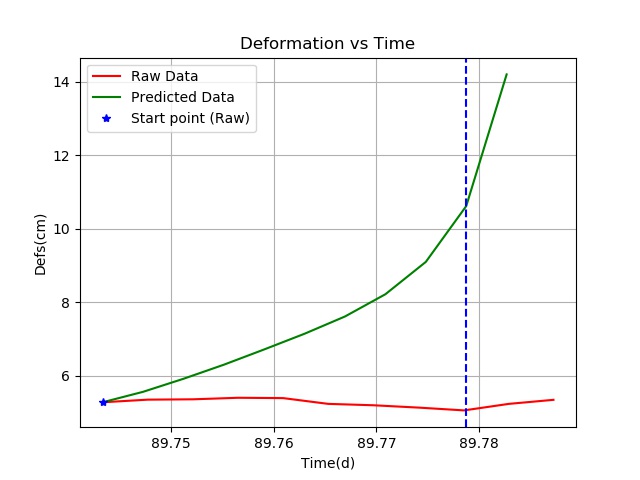 Deformation vs Time
Raw Data
Predicted Data
Start point (Raw)
Defs(cm)
14
12
10
8
6
89.75 89.76 89.77 89.78
Time(d)